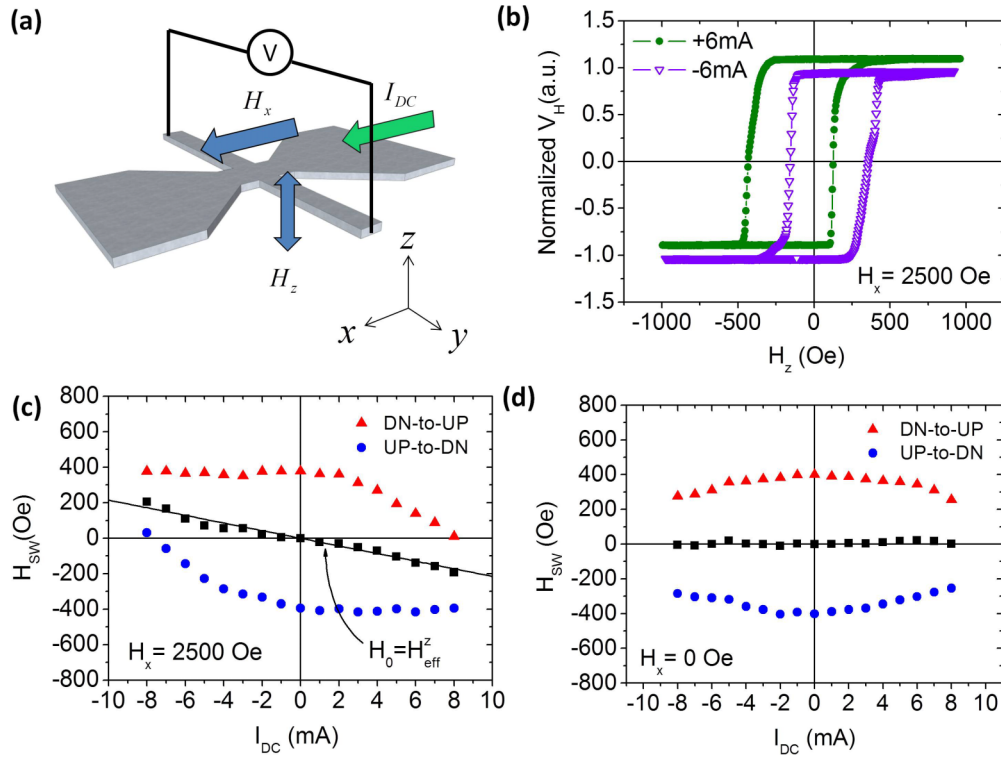 (a)
V
H_x
I_DC
H_z
z
x
y
(b)
+6mA
-6mA
Normalized V_H(a.u.)
1.5
1.0
0.5
0.0
-0.5
-1.0
-1.5
H_x= 2500 Oe
-1000 -500 0 500 1000
H_z (Oe)
(c)
DN-to-UP
UP-to-DN
H_SW(Oe)
800
600
400
200
0
-200
-400
-600
-800
H_x= 2500 Oe
H_0=H^z_eff
-10 -8 -6 -4 -2 0 2 4 6 8 10
I_DC (mA)
(d)
DN-to-UP
UP-to-DN
H_SW(Oe)
800
600
400
200
0
-200
-400
-600
-800
H_x= 0 Oe
-10 -8 -6 -4 -2 0 2 4 6 8
I_DC (mA)